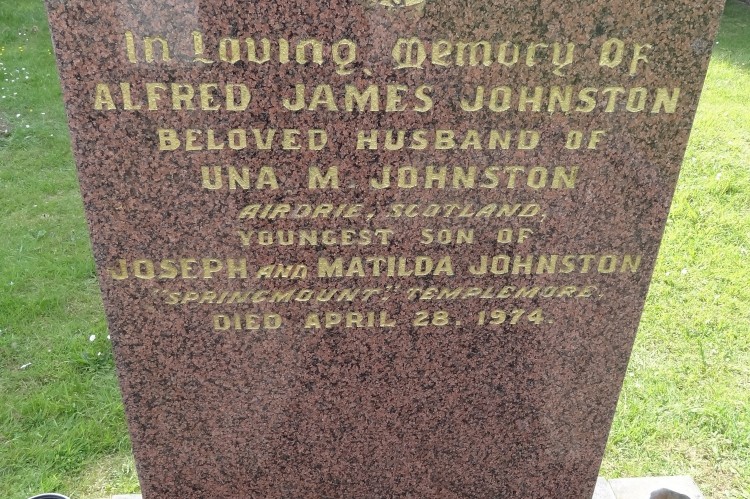 In Loving Memory Of
ALFRED JAMES JOHNSTON
BELOVED HUSBAND OF
UNA M. JOHNSTON
AIRDRIE, SCOTLAND,
YOUNGEST SON OF
JOSEPH AND MATILDA JOHNSTON
"SPRINGMOUNT", TEMPLEMORE,
DIED APRIL 28, 1974.